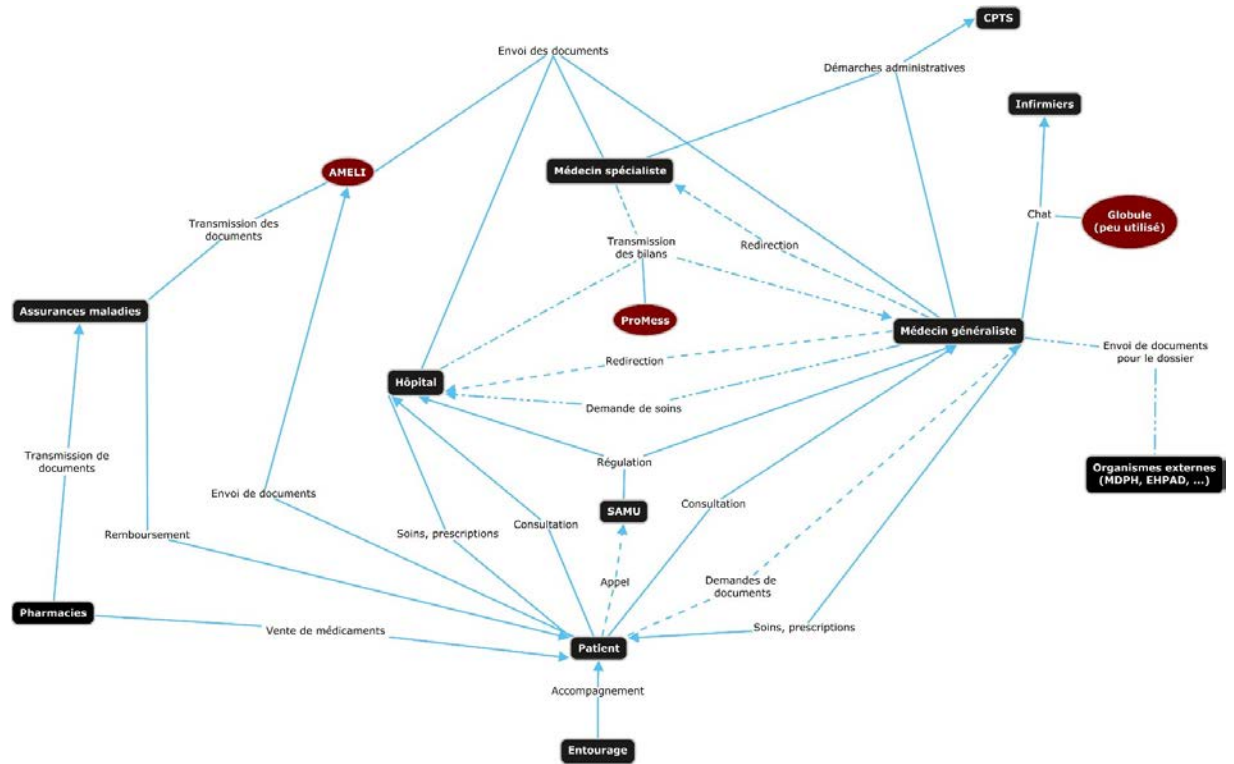 CPTS
Envoi des documents
Démarches administratives
Infirmiers
AMELI
Médecin spécialiste
Chat
Globule
(peu utilisé)
Transmission des
documents
Transmission
des bilans
Redirection
Assurances maladies
ProMess
Médecin généraliste
Envoi de documents
pour le dossier
Redirection
Hôpital
Demande de soins
Transmission de
documents
Régulation
Organismes externes
(MDPH, EHPAD, ...)
Envoi de documents
Consultation
SAMU
Consultation
Remboursement
Soins, prescriptions
Appel
Demandes de
documents
Pharmacies
Vente de médicaments
Soins, prescriptions
Patient
Accompagnement
Entourage